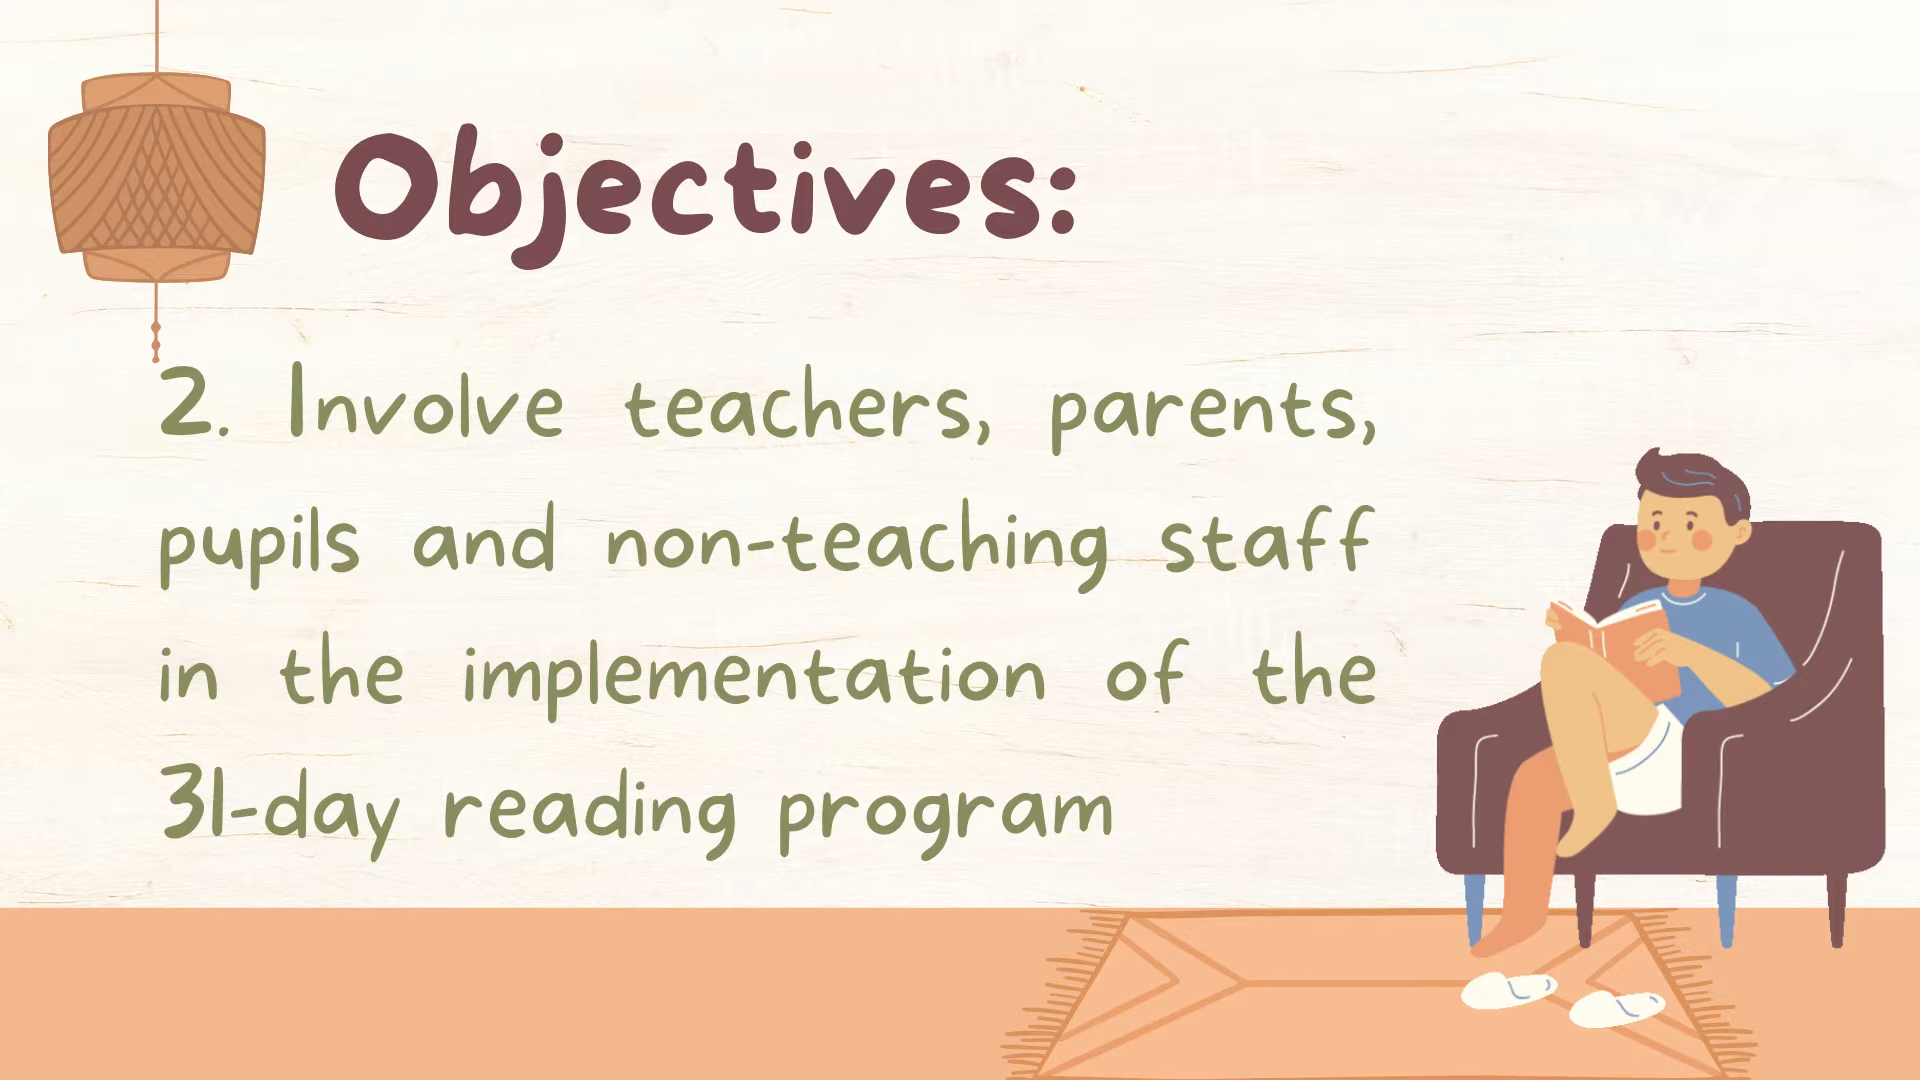 Objectives:
2. Involve teachers, parents,
pupils and non-teaching staff
in the implementation of the
31-day reading program